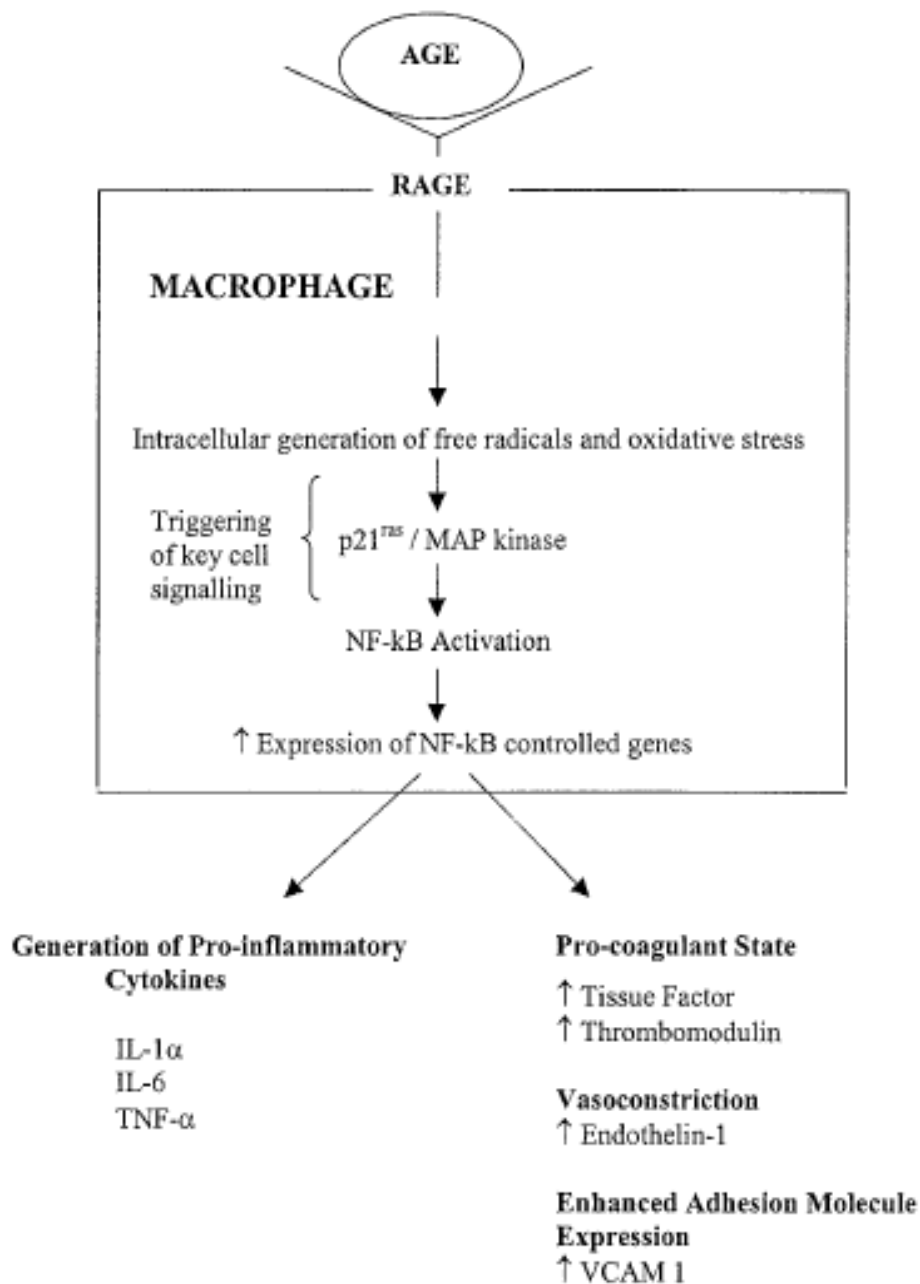 AGE
RAGE
MACROPHAGE
Intracellular generation of free radicals and oxidative stress
Triggering
of key cell
signalling
p21ras / MAP kinase
NF-kB Activation
↑ Expression of NF-kB controlled genes
Generation of Pro-inflammatory
Cytokines
IL-1α
IL-6
TNF-α
Pro-coagulant State
↑ Tissue Factor
↑ Thrombomodulin
Vasoconstriction
↑ Endothelin-1
Enhanced Adhesion Molecule
Expression
↑ VCAM 1